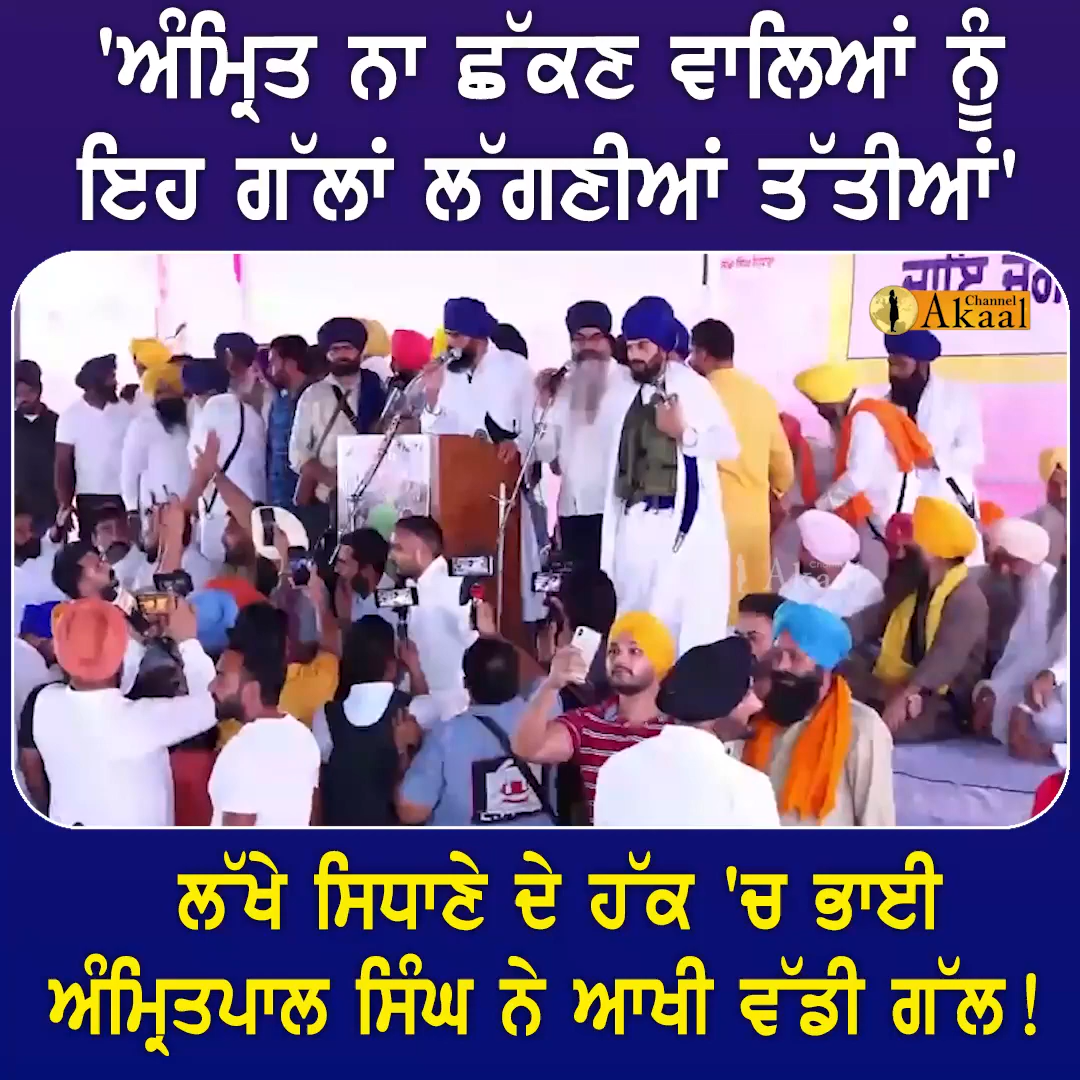 'ਅੰਮ੍ਰਿਤ ਨਾ ਛੱਕਣ ਵਾਲਿਆਂ ਨੂੰ
ਇਹ ਗੱਲਾਂ ਲੱਗਣੀਆਂ ਤੱਤੀਆਂ'
Channel
Akaal
ਲੱਖੇ ਸਿਧਾਣੇ ਦੇ ਹੱਕ 'ਚ ਭਾਈ
ਅੰਮ੍ਰਿਤਪਾਲ ਸਿੰਘ ਨੇ ਆਖੀ ਵੱਡੀ ਗੱਲ!